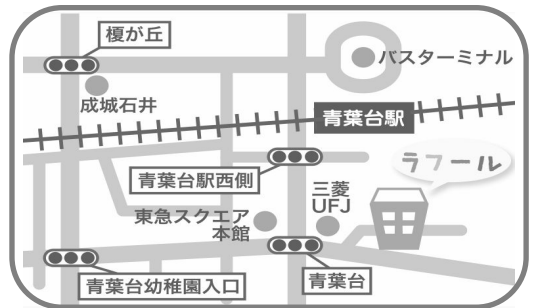 榎が丘
バスターミナル
成城石井
青葉台駅
ラフール
青葉台駅西側
三菱
UFJ
東急スクエア
本館
青葉台
青葉台幼稚園入口